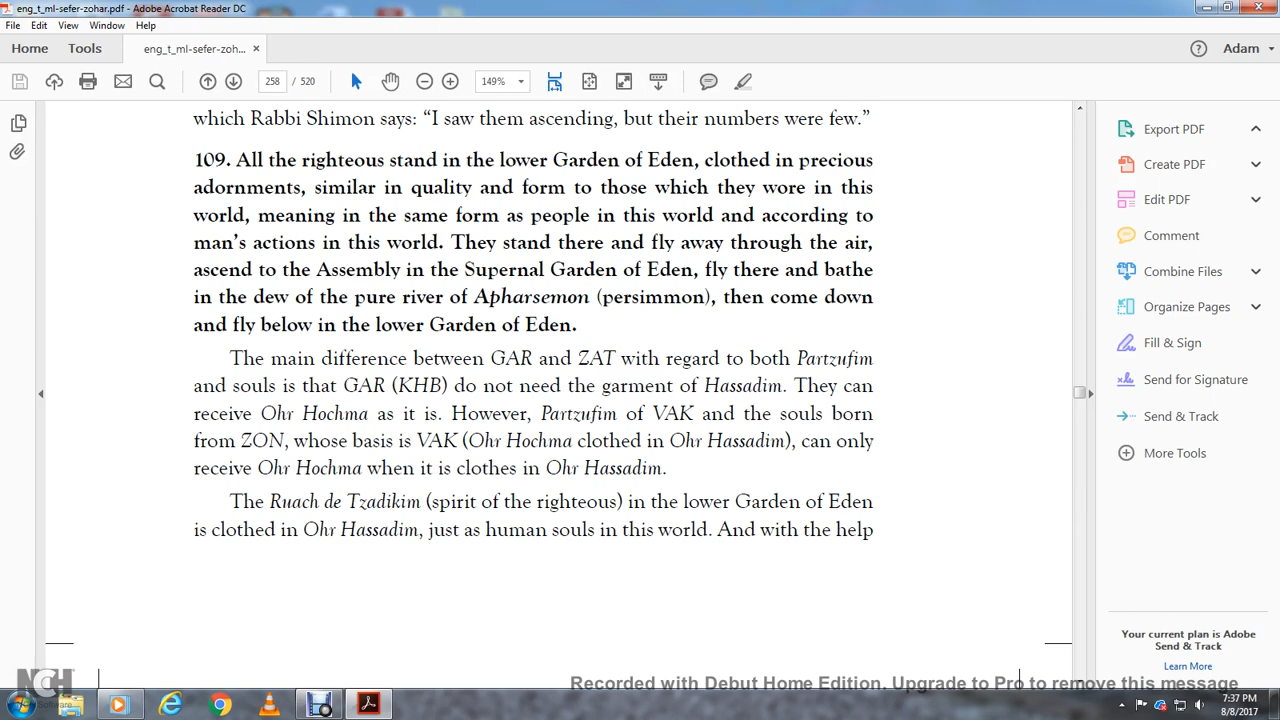 eng_t_ml-sefer-zohar.pdf - Adobe Acrobat Reader DC
File Edit View Window Help
Home Tools eng_t_ml-sefer-zoh... × Adam
258 / 520 149%
which Rabbi Shimon says: “I saw them ascending, but their numbers were few.”
109. All the righteous stand in the lower Garden of Eden, clothed in precious
adornments, similar in quality and form to those which they wore in this
world, meaning in the same form as people in this world and according to
man’s actions in this world. They stand there and fly away through the air,
ascend to the Assembly in the Supernal Garden of Eden, fly there and bathe
in the dew of the pure river of Apharsemon (persimmon), then come down
and fly below in the lower Garden of Eden.
The main difference between GAR and ZAT with regard to both Partzufim
and souls is that GAR (KHB) do not need the garment of Hassadim. They can
receive Ohr Hochma as it is. However, Partzufim of VAK and the souls born
from ZON, whose basis is VAK (Ohr Hochma clothed in Ohr Hassadim), can only
receive Ohr Hochma when it is clothes in Ohr Hassadim.
The Ruach de Tzadikim (spirit of the righteous) in the lower Garden of Eden
is clothed in Ohr Hassadim, just as human souls in this world. And with the help
Export PDF
Create PDF
Edit PDF
Comment
Combine Files
Organize Pages
Fill & Sign
Send for Signature
Send & Track
More Tools
Your current plan is Adobe
Send & Track
Learn More
NCH
Software
Recorded with Debut Home Edition. Upgrade to Pro to remove this message
7:37 PM
8/8/2017